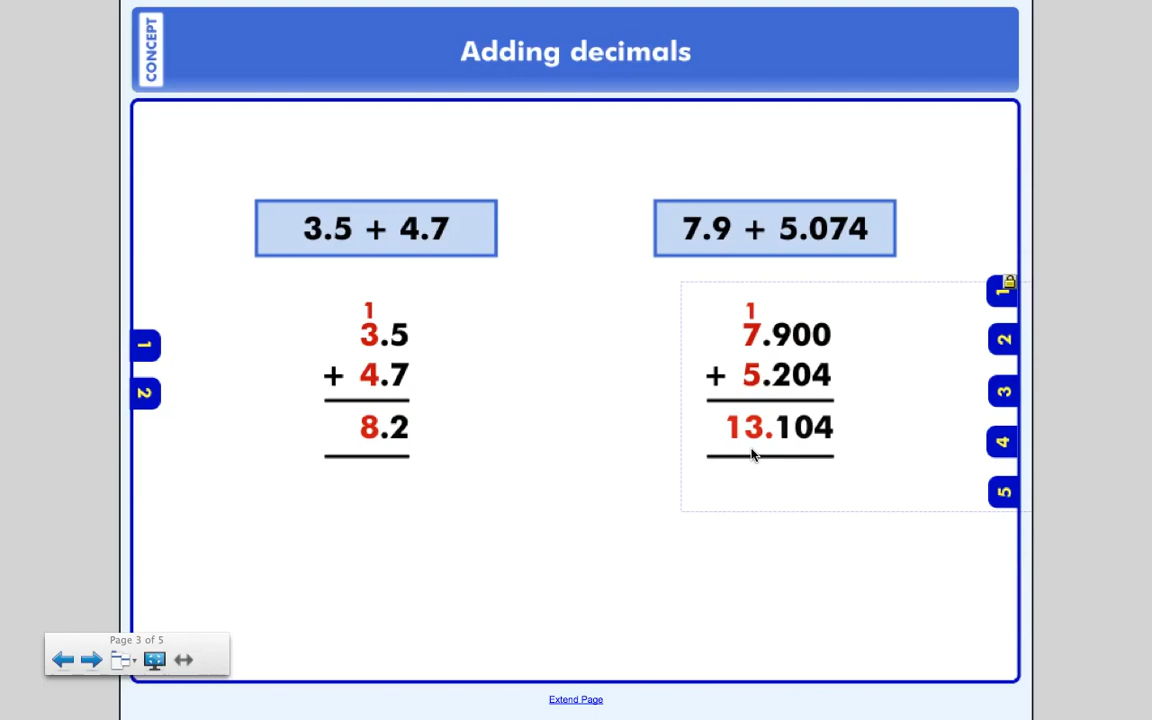 CONCEPT
Adding decimals
3.5 + 4.7
7.9 + 5.074
1
3.5
+ 4.7
8.2
1
7.900
+ 5.204
13.104
1
2
1
2
3
4
5
Page 3 of 5
Extend Page